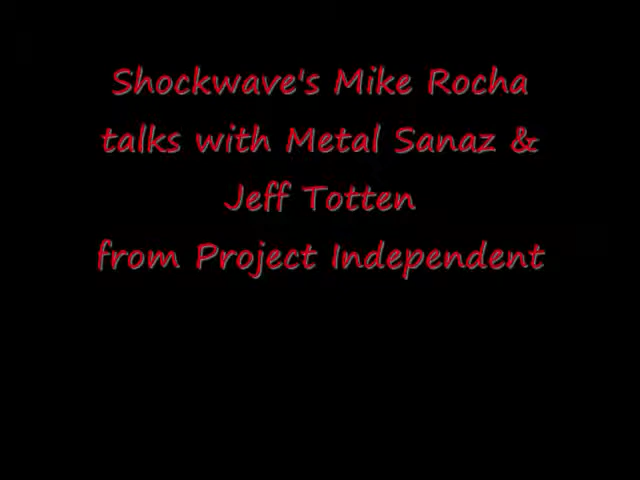 Shockwave's Mike Rocha
talks with Metal Sanaz &
Jeff Totten
from Project Independent